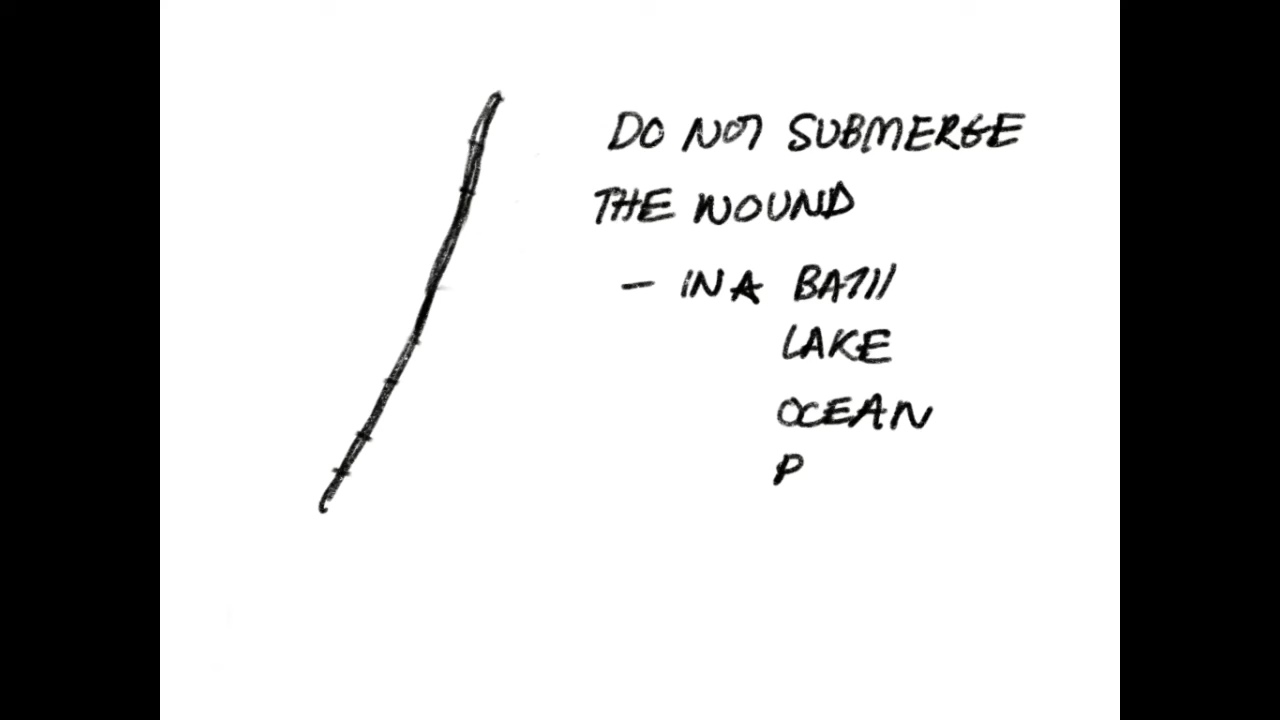 DO NOT SUBMERGE
THE WOUND
- IN A BATH
LAKE
OCEAN
P